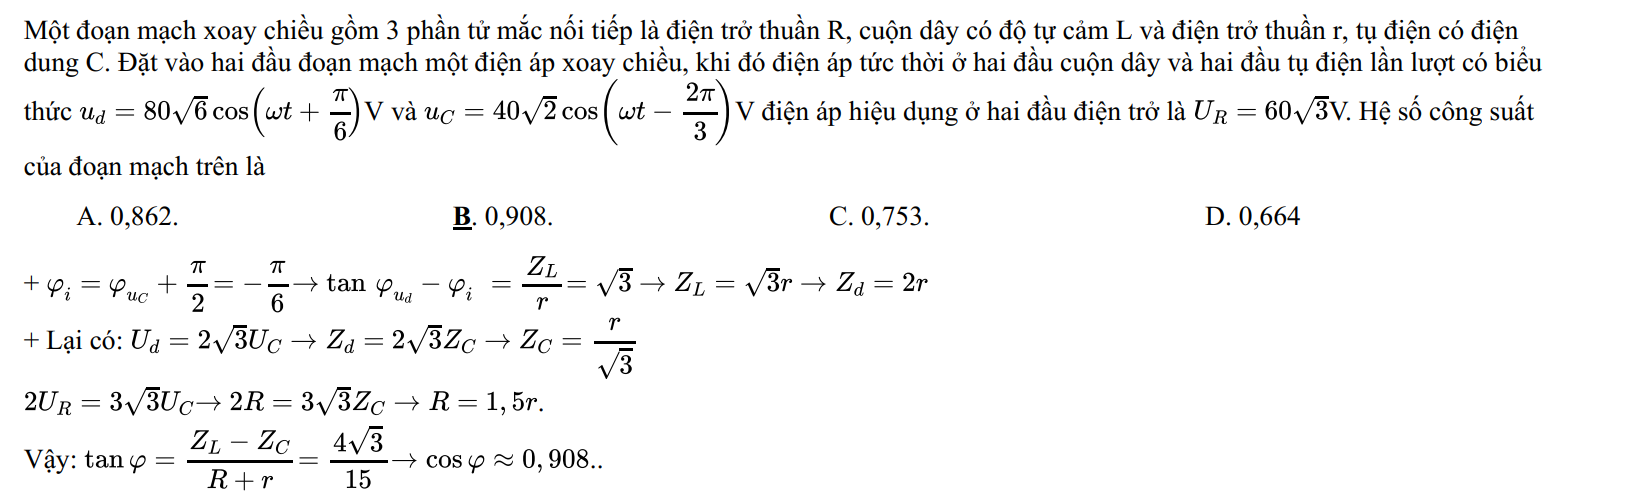 Một đoạn mạch xoay chiều gồm 3 phần tử mắc nối tiếp là điện trở thuần R, cuộn dây có độ tự cảm L và điện trở thuần r, tụ điện có điện
dung C. Đặt vào hai đầu đoạn mạch một điện áp xoay chiều, khi đó điện áp tức thời ở hai đầu cuộn dây và hai đầu tụ điện lần lượt có biểu
thức $u_d = 80\sqrt{6}\cos\left(\omega t + \frac{\pi}{6}\right)$V và $u_C = 40\sqrt{2}\cos\left(\omega t - \frac{2\pi}{3}\right)$V điện áp hiệu dụng ở hai đầu điện trở là $U_R = 60\sqrt{3}$V. Hệ số công suất
của đoạn mạch trên là
A. 0,862. B. 0,908. C. 0,753. D. 0,664
+ $\varphi_i = \varphi_{u_C} + \frac{\pi}{2} = -\frac{\pi}{6} \rightarrow \tan \varphi_{u_d} - \varphi_i = \frac{Z_L}{r} = \sqrt{3} \rightarrow Z_L = \sqrt{3}r \rightarrow Z_d = 2r$
+ Lại có: $U_d = 2\sqrt{3}U_C \rightarrow Z_d = 2\sqrt{3}Z_C \rightarrow Z_C = \frac{r}{\sqrt{3}}$
$2U_R = 3\sqrt{3}U_C \rightarrow 2R = 3\sqrt{3}Z_C \rightarrow R = 1,5r.$
Vậy: $\tan \varphi = \frac{Z_L - Z_C}{R + r} = \frac{4\sqrt{3}}{15} \rightarrow \cos \varphi \approx 0,908..$